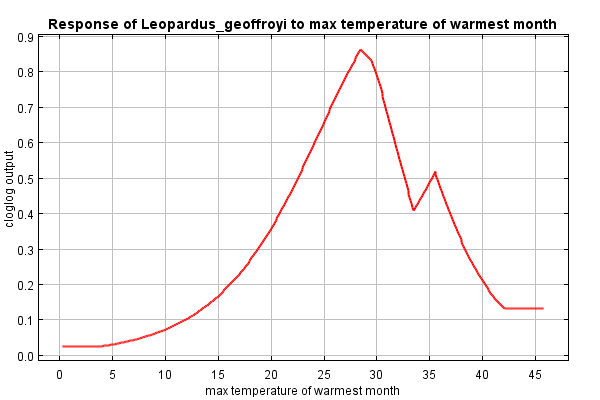 Response of Leopardus_geoffroyi to max temperature of warmest month
cloglog output
0.9
0.8
0.7
0.6
0.5
0.4
0.3
0.2
0.1
0.0
0 5 10 15 20 25 30 35 40 45
max temperature of warmest month